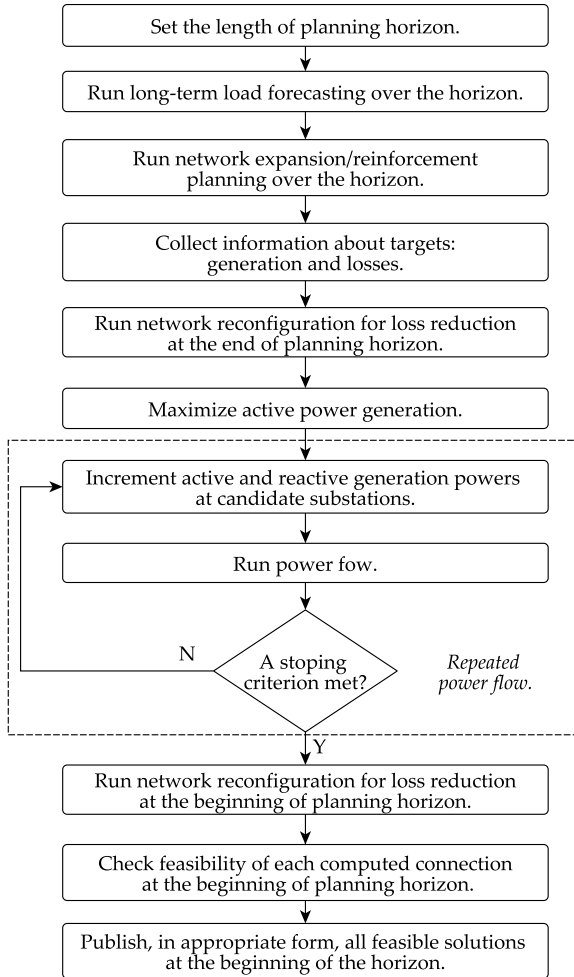 Set the length of planning horizon.
Run long-term load forecasting over the horizon.
Run network expansion/reinforcement
planning over the horizon.
Collect information about targets:
generation and losses.
Run network reconfiguration for loss reduction
at the end of planning horizon.
Maximize active power generation.
Increment active and reactive generation powers
at candidate substations.
Run power fow.
N
A stoping
criterion met?
Repeated
power flow.
Y
Run network reconfiguration for loss reduction
at the beginning of planning horizon.
Check feasibility of each computed connection
at the beginning of planning horizon.
Publish, in appropriate form, all feasible solutions
at the beginning of the horizon.